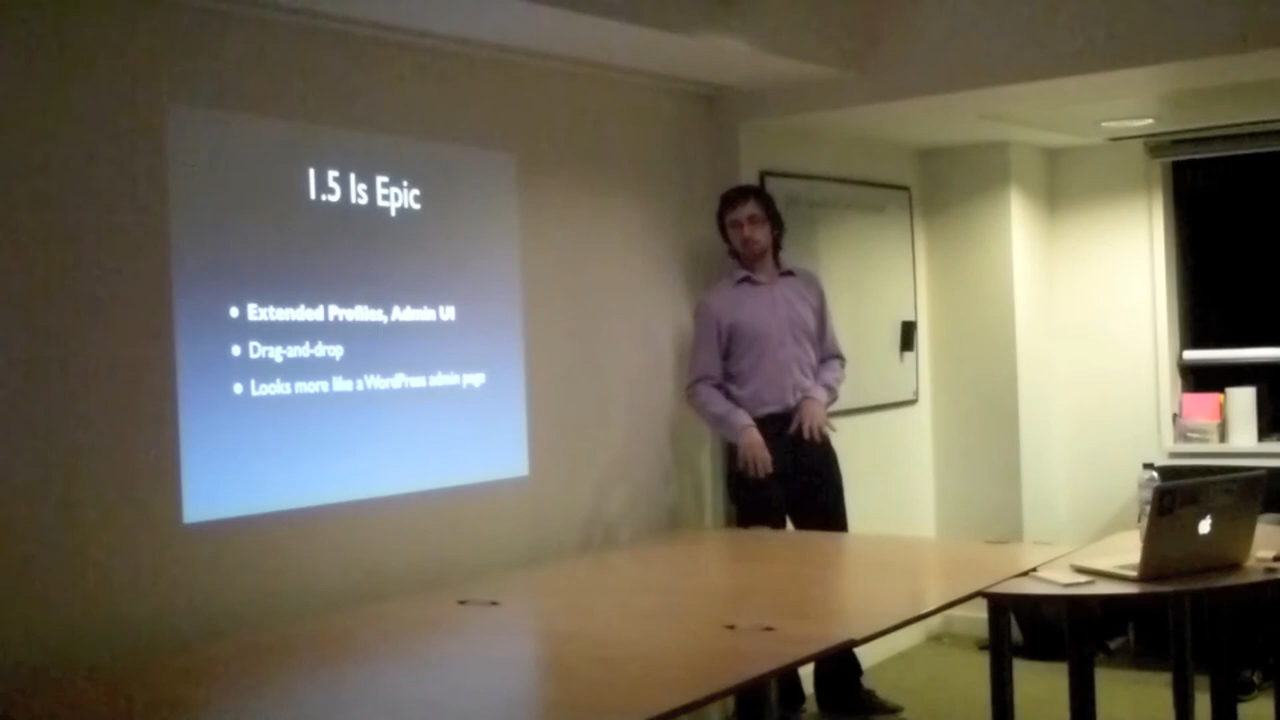 1.5 Is Epic
• Extended Profiles, Admin UI
• Drag-and-drop
• Looks more like a WordPress admin page